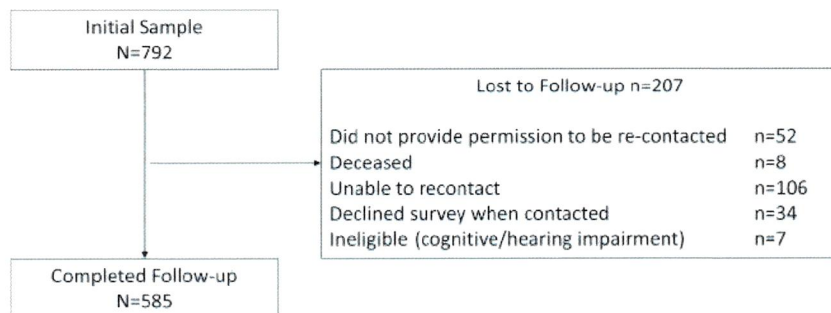 Initial Sample
N=792
Lost to Follow-up n=207
Did not provide permission to be re-contacted n=52
Deceased n=8
Unable to recontact n=106
Declined survey when contacted n=34
Ineligible (cognitive/hearing impairment) n=7
Completed Follow-up
N=585